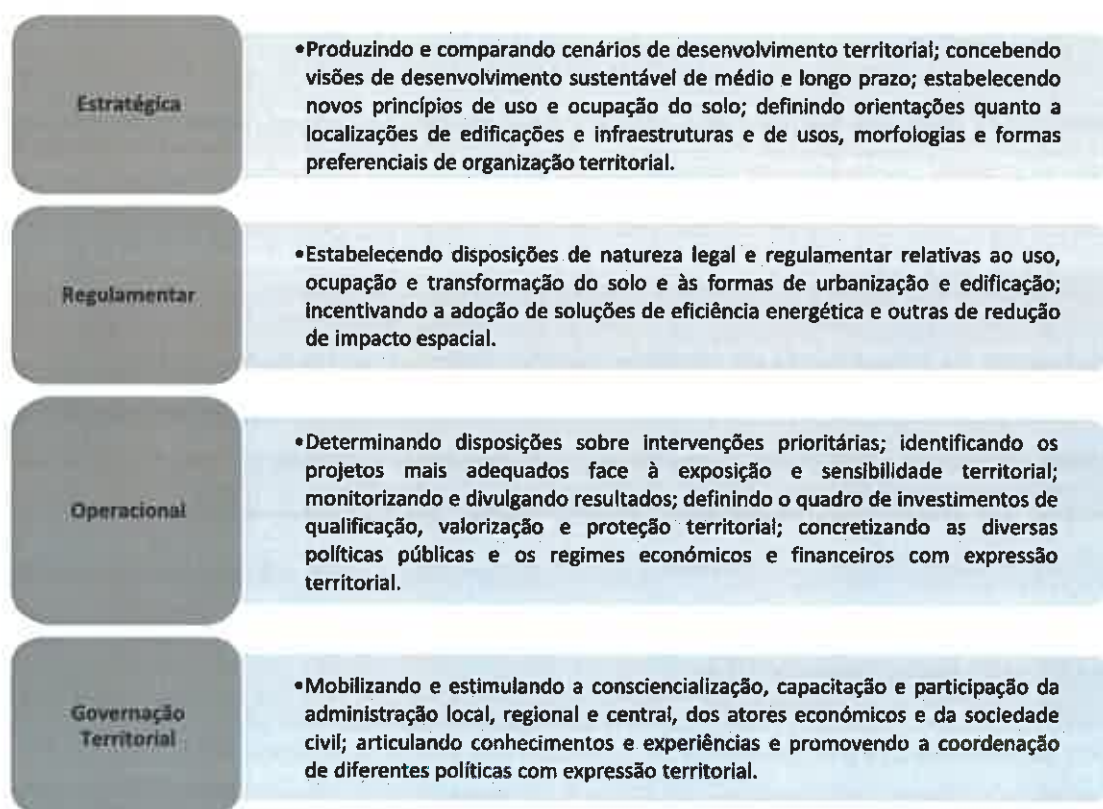 Estratégica
•Produzindo e comparando cenários de desenvolvimento territorial; concebendo
visões de desenvolvimento sustentável de médio e longo prazo; estabelecendo
novos princípios de uso e ocupação do solo; definindo orientações quanto a
localizações de edificações e infraestruturas e de usos, morfologias e formas
preferenciais de organização territorial.
Regulamentar
•Estabelecendo disposições de natureza legal e regulamentar relativas ao uso,
ocupação e transformação do solo e às formas de urbanização e edificação;
incentivando a adoção de soluções de eficiência energética e outras de redução
de impacto espacial.
Operacional
•Determinando disposições sobre intervenções prioritárias; identificando os
projetos mais adequados face à exposição e sensibilidade territorial;
monitorizando e divulgando resultados; definindo o quadro de investimentos de
qualificação, valorização e proteção territorial; concretizando as diversas
políticas públicas e os regimes económicos e financeiros com expressão
territorial.
Governação
Territorial
•Mobilizando e estimulando a consciencialização, capacitação e participação da
administração local, regional e central, dos atores económicos e da sociedade
civil; articulando conhecimentos e experiências e promovendo a coordenação
de diferentes políticas com expressão territorial.